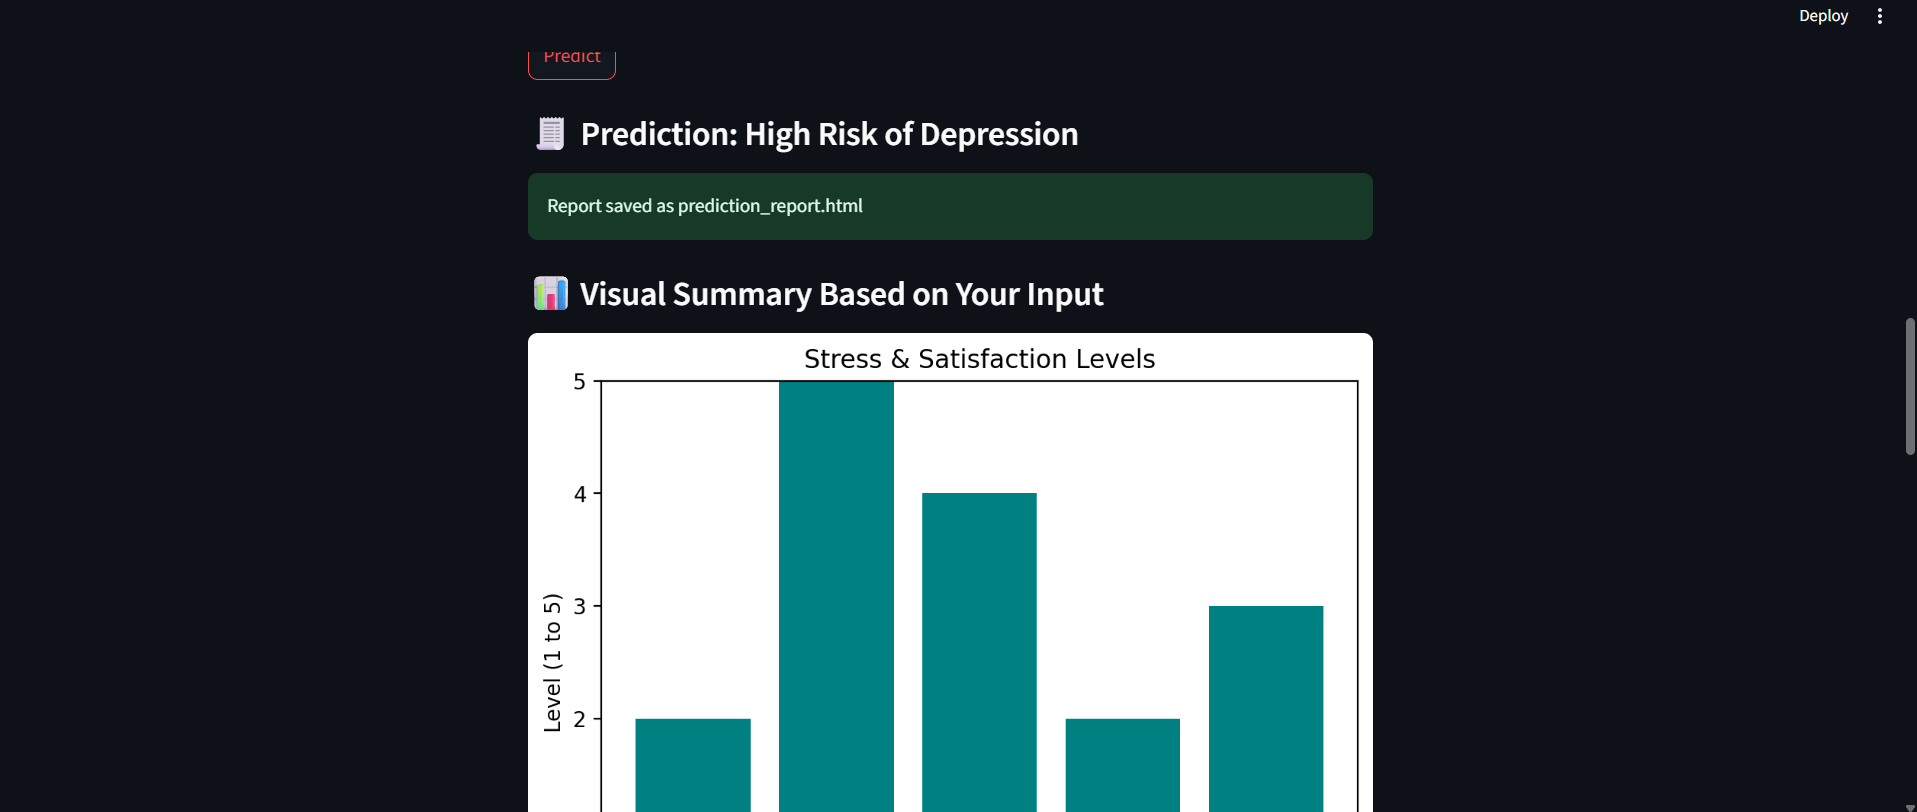 Deploy
Predict
Prediction: High Risk of Depression
Report saved as prediction_report.html
Visual Summary Based on Your Input
Stress & Satisfaction Levels
5
4
3
2
Level (1 to 5)